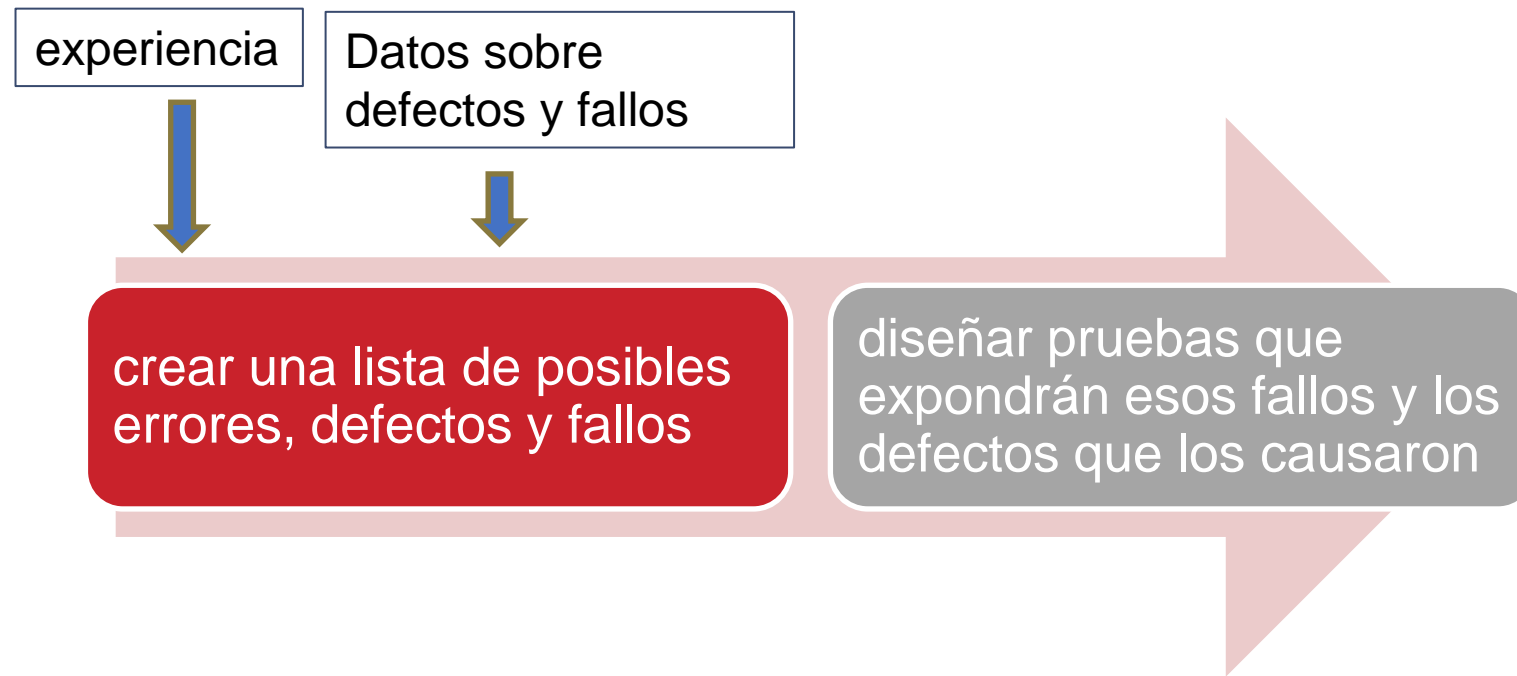 experiencia
Datos sobre
defectos y fallos
crear una lista de posibles
errores, defectos y fallos
diseñar pruebas que
expondrán esos fallos y los
defectos que los causaron